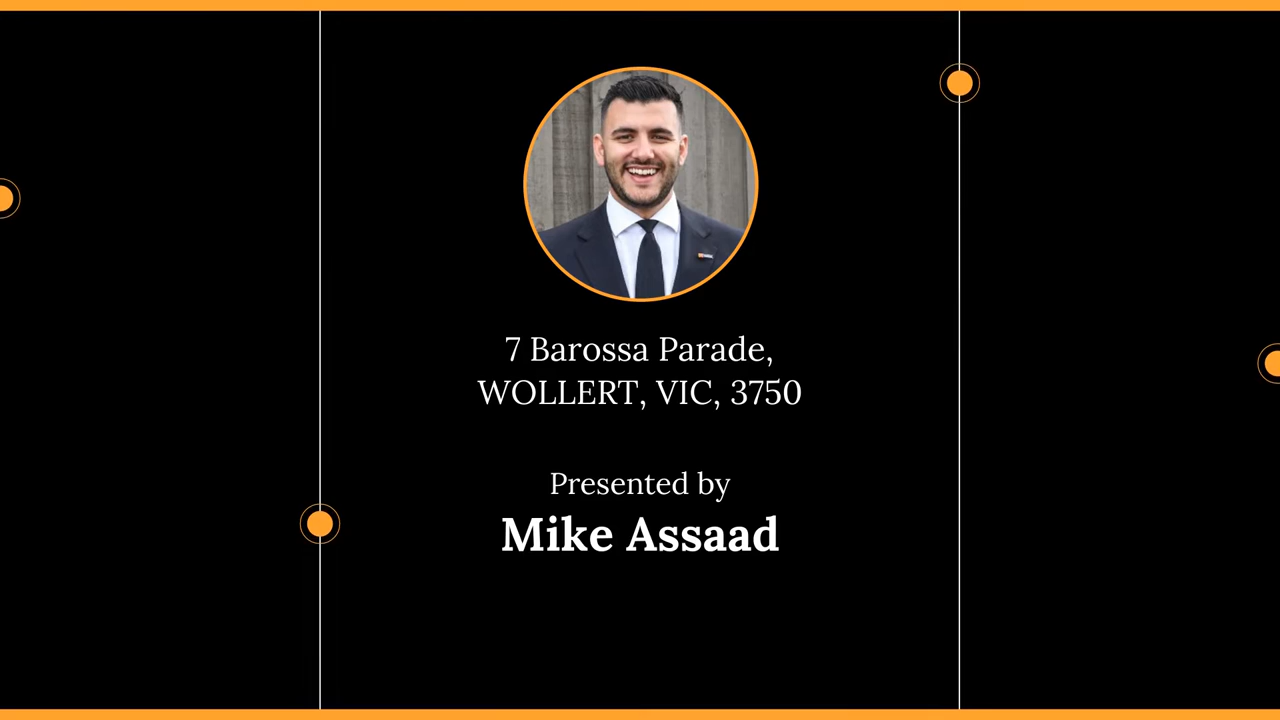 7 Barossa Parade,
WOLLERT, VIC, 3750
Presented by
Mike Assaad